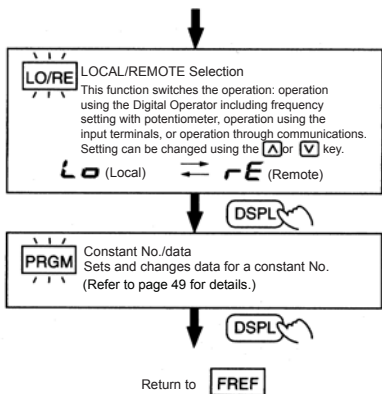 LO/RE LOCAL/REMOTE Selection
This function switches the operation: operation
using the Digital Operator including frequency
setting with potentiometer, operation using the
input terminals, or operation through communications.
Setting can be changed using the or key.
Lo (Local) rE (Remote)
DSPL
PRGM Constant No./data
Sets and changes data for a constant No.
(Refer to page 49 for details.)
DSPL
Return to FREF